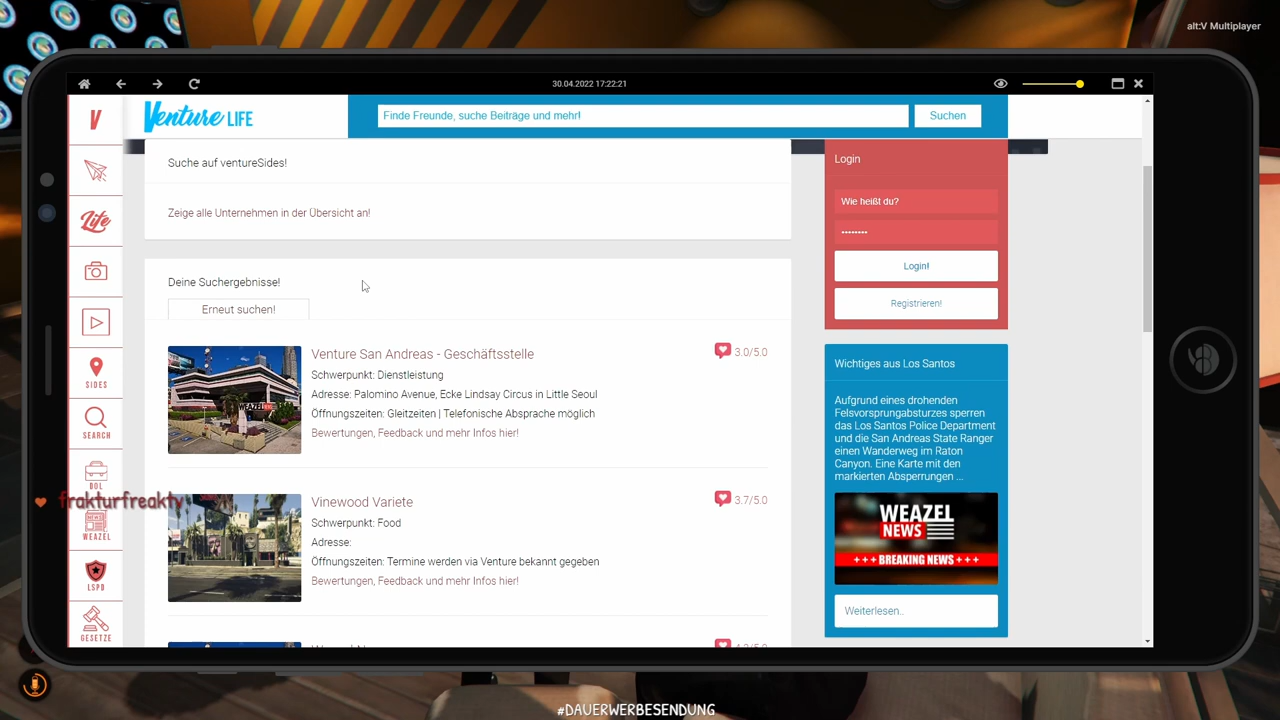 alt:V Multiplayer
30.04.2022 17:22:21
V
Venture LIFE
Finde Freunde, suche Beiträge und mehr!
Suchen
Life
SIDES
SEARCH
BOL
WEAZEL
LSPD
GESETZE
frakturfreaktv
Suche auf ventureSides!
Zeige alle Unternehmen in der Übersicht an!
Deine Suchergebnisse!
Erneut suchen!
Venture San Andreas - Geschäftsstelle
3.0/5.0
Schwerpunkt: Dienstleistung
Adresse: Palomino Avenue, Ecke Lindsay Circus in Little Seoul
Öffnungszeiten: Gleitzeiten | Telefonische Absprache möglich
Bewertungen, Feedback und mehr Infos hier!
WEAZEL
Vinewood Variete
3.7/5.0
Schwerpunkt: Food
Adresse:
Öffnungszeiten: Termine werden via Venture bekannt gegeben
Bewertungen, Feedback und mehr Infos hier!
Login
Wie heißt du?
Login!
Registrieren!
Wichtiges aus Los Santos
Aufgrund eines drohenden
Felsvorsprungabsturzes sperren
das Los Santos Police Department
und die San Andreas State Ranger
einen Wanderweg im Raton
Canyon. Eine Karte mit den
markierten Absperrungen ...
WEAZEL
NEWS
+++ BREAKING NEWS +++
Weiterlesen..
#DAUERWERBESENDUNG